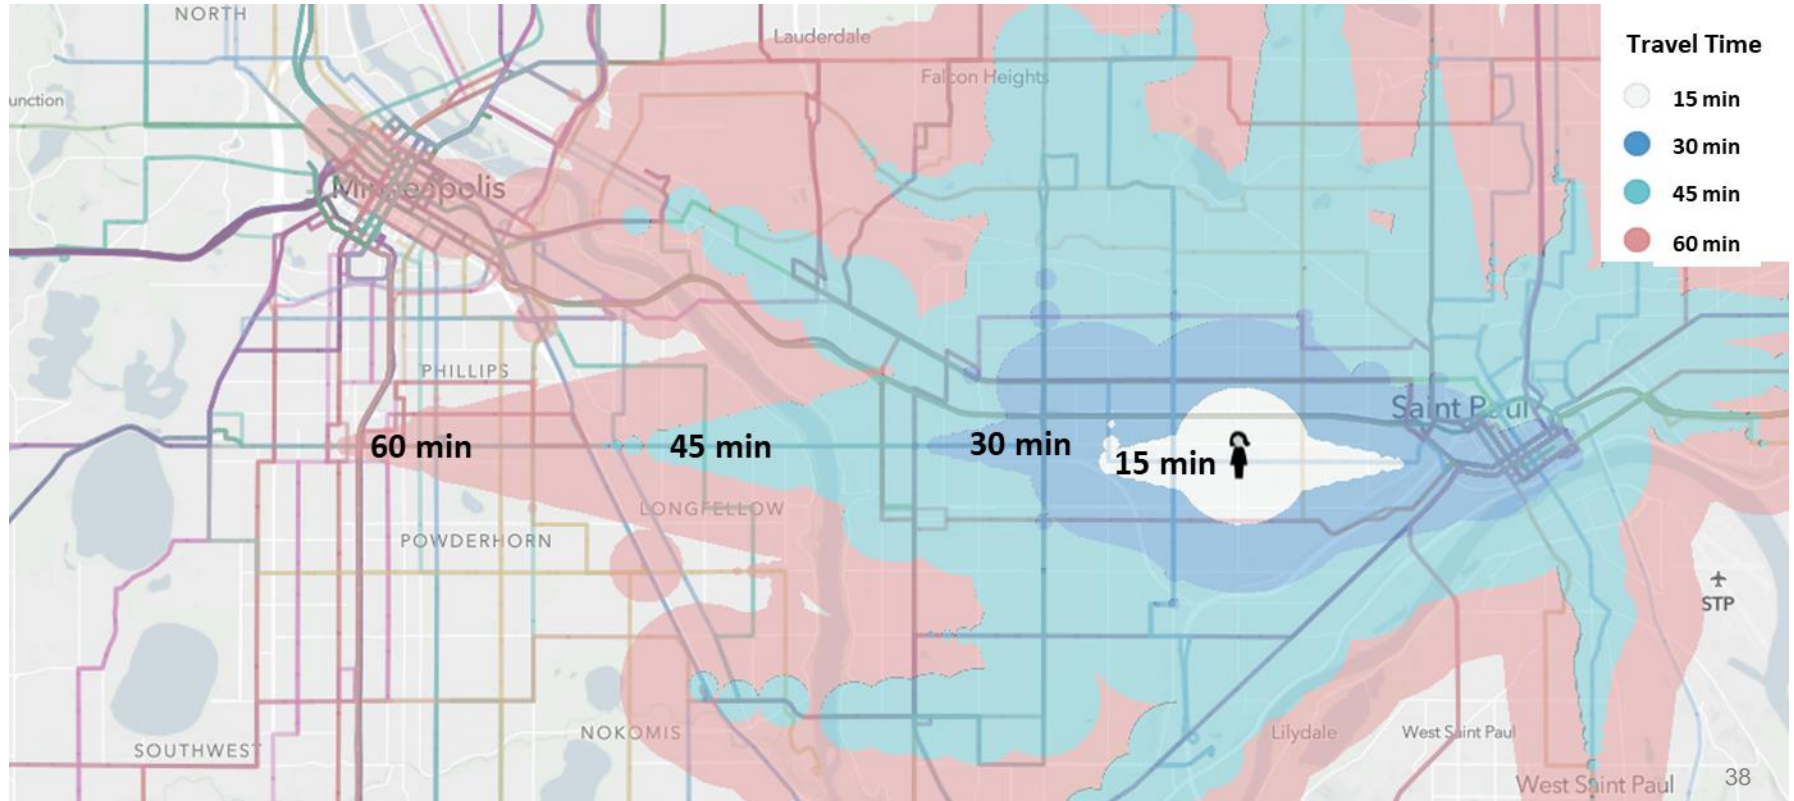 NORTH
Lauderdale
Travel Time
Falcon Heights
15 min
unction
30 min
Minneapolis
45 min
60 min
PHILLIPS
Saint Paul
60 min
45 min
30 min
15 min
LONGFELLOW
POWDERHORN
STP
NOKOMIS
Lilydale
West Saint Paul
SOUTHWEST
West Saint Paul
38